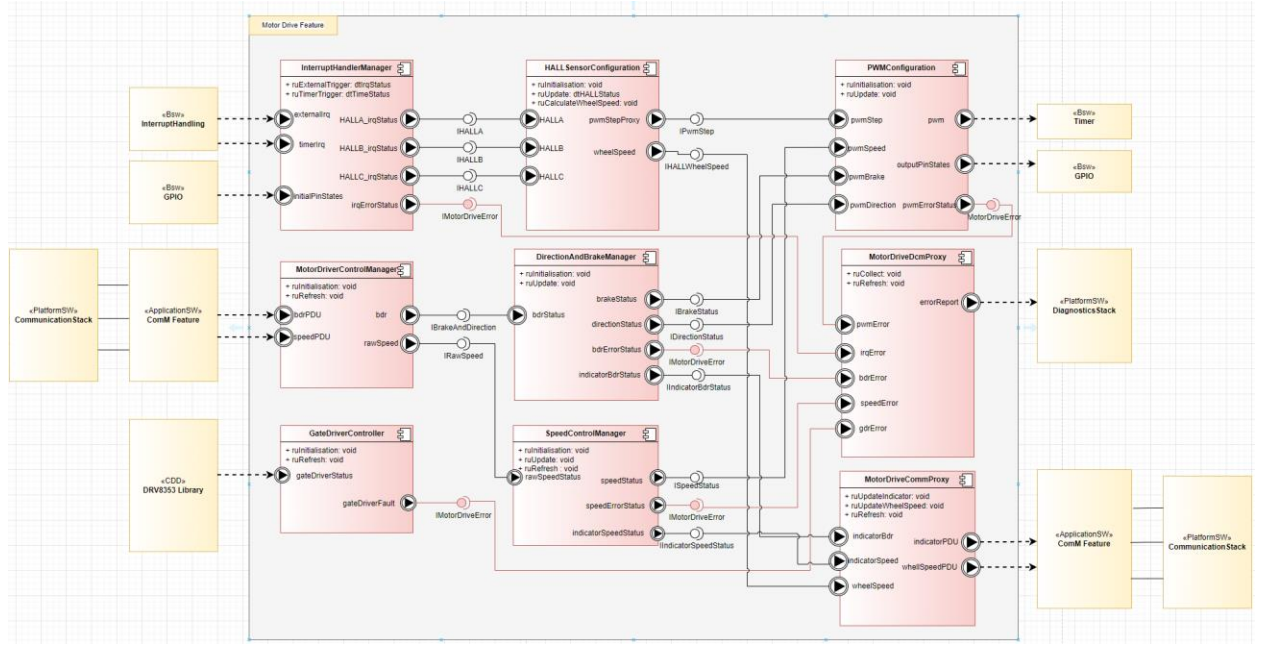 Motor Drive Feature
InterruptHandlerManager
+ ruExternalTrigger: dtIrqStatus
+ ruTimerTrigger: dtTimeStatus
externalIrq
timerIrq
initialPinStates
HALLA_irqStatus
HALLB_irqStatus
HALLC_irqStatus
irqErrorStatus
IHALLA
IHALLB
IHALLC
IMotorDriveError
HALLSensorConfiguration
+ ruInitialisation: void
+ ruUpdate: dtHALLStatus
+ ruCalculateWheelSpeed: void
HALLA
HALLB
HALLC
pwmStepProxy
wheelSpeed
IPwmStep
IHALLWheelSpeed
PWMConfiguration
+ ruInitialisation: void
+ ruUpdate: void
pwmStep
pwmSpeed
pwmBrake
pwmDirection
pwm
outputPinStates
pwmErrorStatus
MotorDriveError
«Bsw»
InterruptHandling
«Bsw»
GPIO
«Bsw»
Timer
«Bsw»
GPIO
«PlatformSW»
CommunicationStack
«ApplicationSW»
ComM Feature
MotorDriverControlManager
+ ruInitialisation: void
+ ruRefresh: void
bdrPDU
speedPDU
bdr
rawSpeed
IBrakeAndDirection
IRawSpeed
DirectionAndBrakeManager
+ ruInitialisation: void
+ ruUpdate: void
bdrStatus
brakeStatus
directionStatus
bdrErrorStatus
indicatorBdrStatus
IBrakeStatus
IDirectionStatus
IMotorDriveError
IIndicatorBdrStatus
MotorDriveDcmProxy
+ ruCollect: void
+ ruRefresh: void
errorReport
pwmError
irqError
bdrError
speedError
gdrError
«PlatformSW»
DiagnosticsStack
«CDD»
DRV8353 Library
GateDriverController
+ ruInitialisation: void
+ ruRefresh: void
gateDriverStatus
gateDriverFault
IMotorDriveError
SpeedControlManager
+ ruInitialisation: void
+ ruUpdate: void
+ ruRefresh : void
rawSpeedStatus
speedStatus
speedErrorStatus
indicatorSpeedStatus
ISpeedStatus
IMotorDriveError
IIndicatorSpeedStatus
MotorDriveCommProxy
+ ruUpdateIndicator: void
+ ruUpdateWheelSpeed: void
+ ruRefresh: void
indicatorBdr
indicatorSpeed
wheelSpeed
indicatorPDU
whellSpeedPDU
«ApplicationSW»
ComM Feature
«PlatformSW»
CommunicationStack